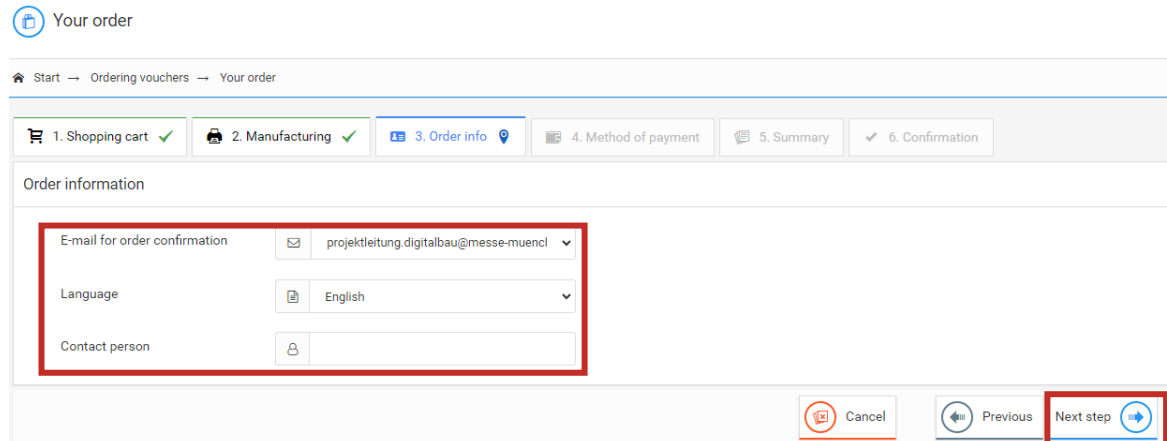 Your order
Start → Ordering vouchers → Your order
1. Shopping cart 2. Manufacturing 3. Order info 4. Method of payment 5. Summary 6. Confirmation
Order information
E-mail for order confirmation projektleitung.digitalbau@messe-muencl
Language English
Contact person
Cancel Previous Next step